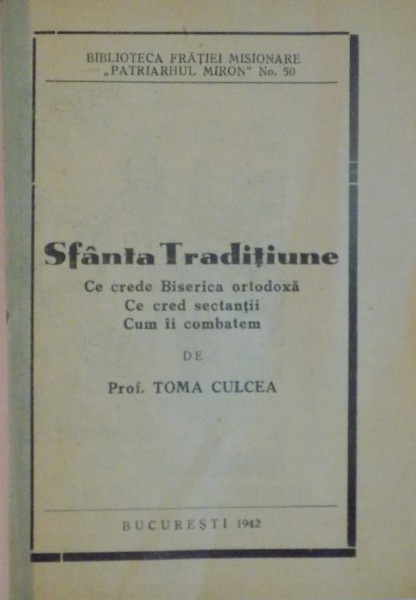 BIBLIOTECA FRĂȚIEI MISIONARE
„PATRIARHUL MIRON" No. 50
Sfânta Tradițiune
Ce crede Biserica ortodoxă
Ce cred sectanții
Cum îi combatem
DE
Prof. TOMA CULCEA
BUCUREȘTI 1942